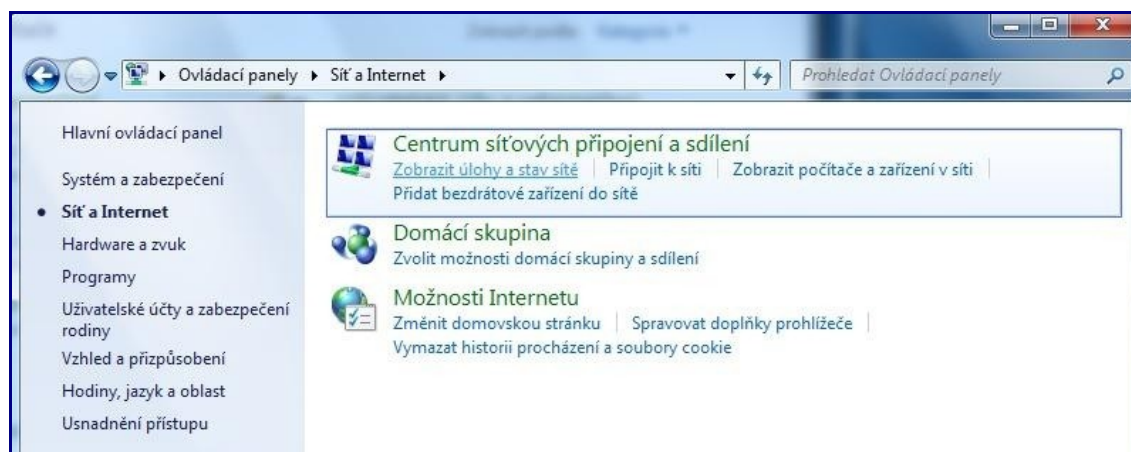 Ovládací panely Síť a Internet
Prohledat Ovládací panely
Hlavní ovládací panel
Systém a zabezpečení
Síť a Internet
Hardware a zvuk
Programy
Uživatelské účty a zabezpečení
rodiny
Vzhled a přizpůsobení
Hodiny, jazyk a oblast
Usnadnění přístupu
Centrum síťových připojení a sdílení
Zobrazit úlohy a stav sítě Připojit k síti Zobrazit počítače a zařízení v síti
Přidat bezdrátové zařízení do sítě
Domácí skupina
Zvolit možnosti domácí skupiny a sdílení
Možnosti Internetu
Změnit domovskou stránku Spravovat doplňky prohlížeče
Vymazat historii procházení a soubory cookie